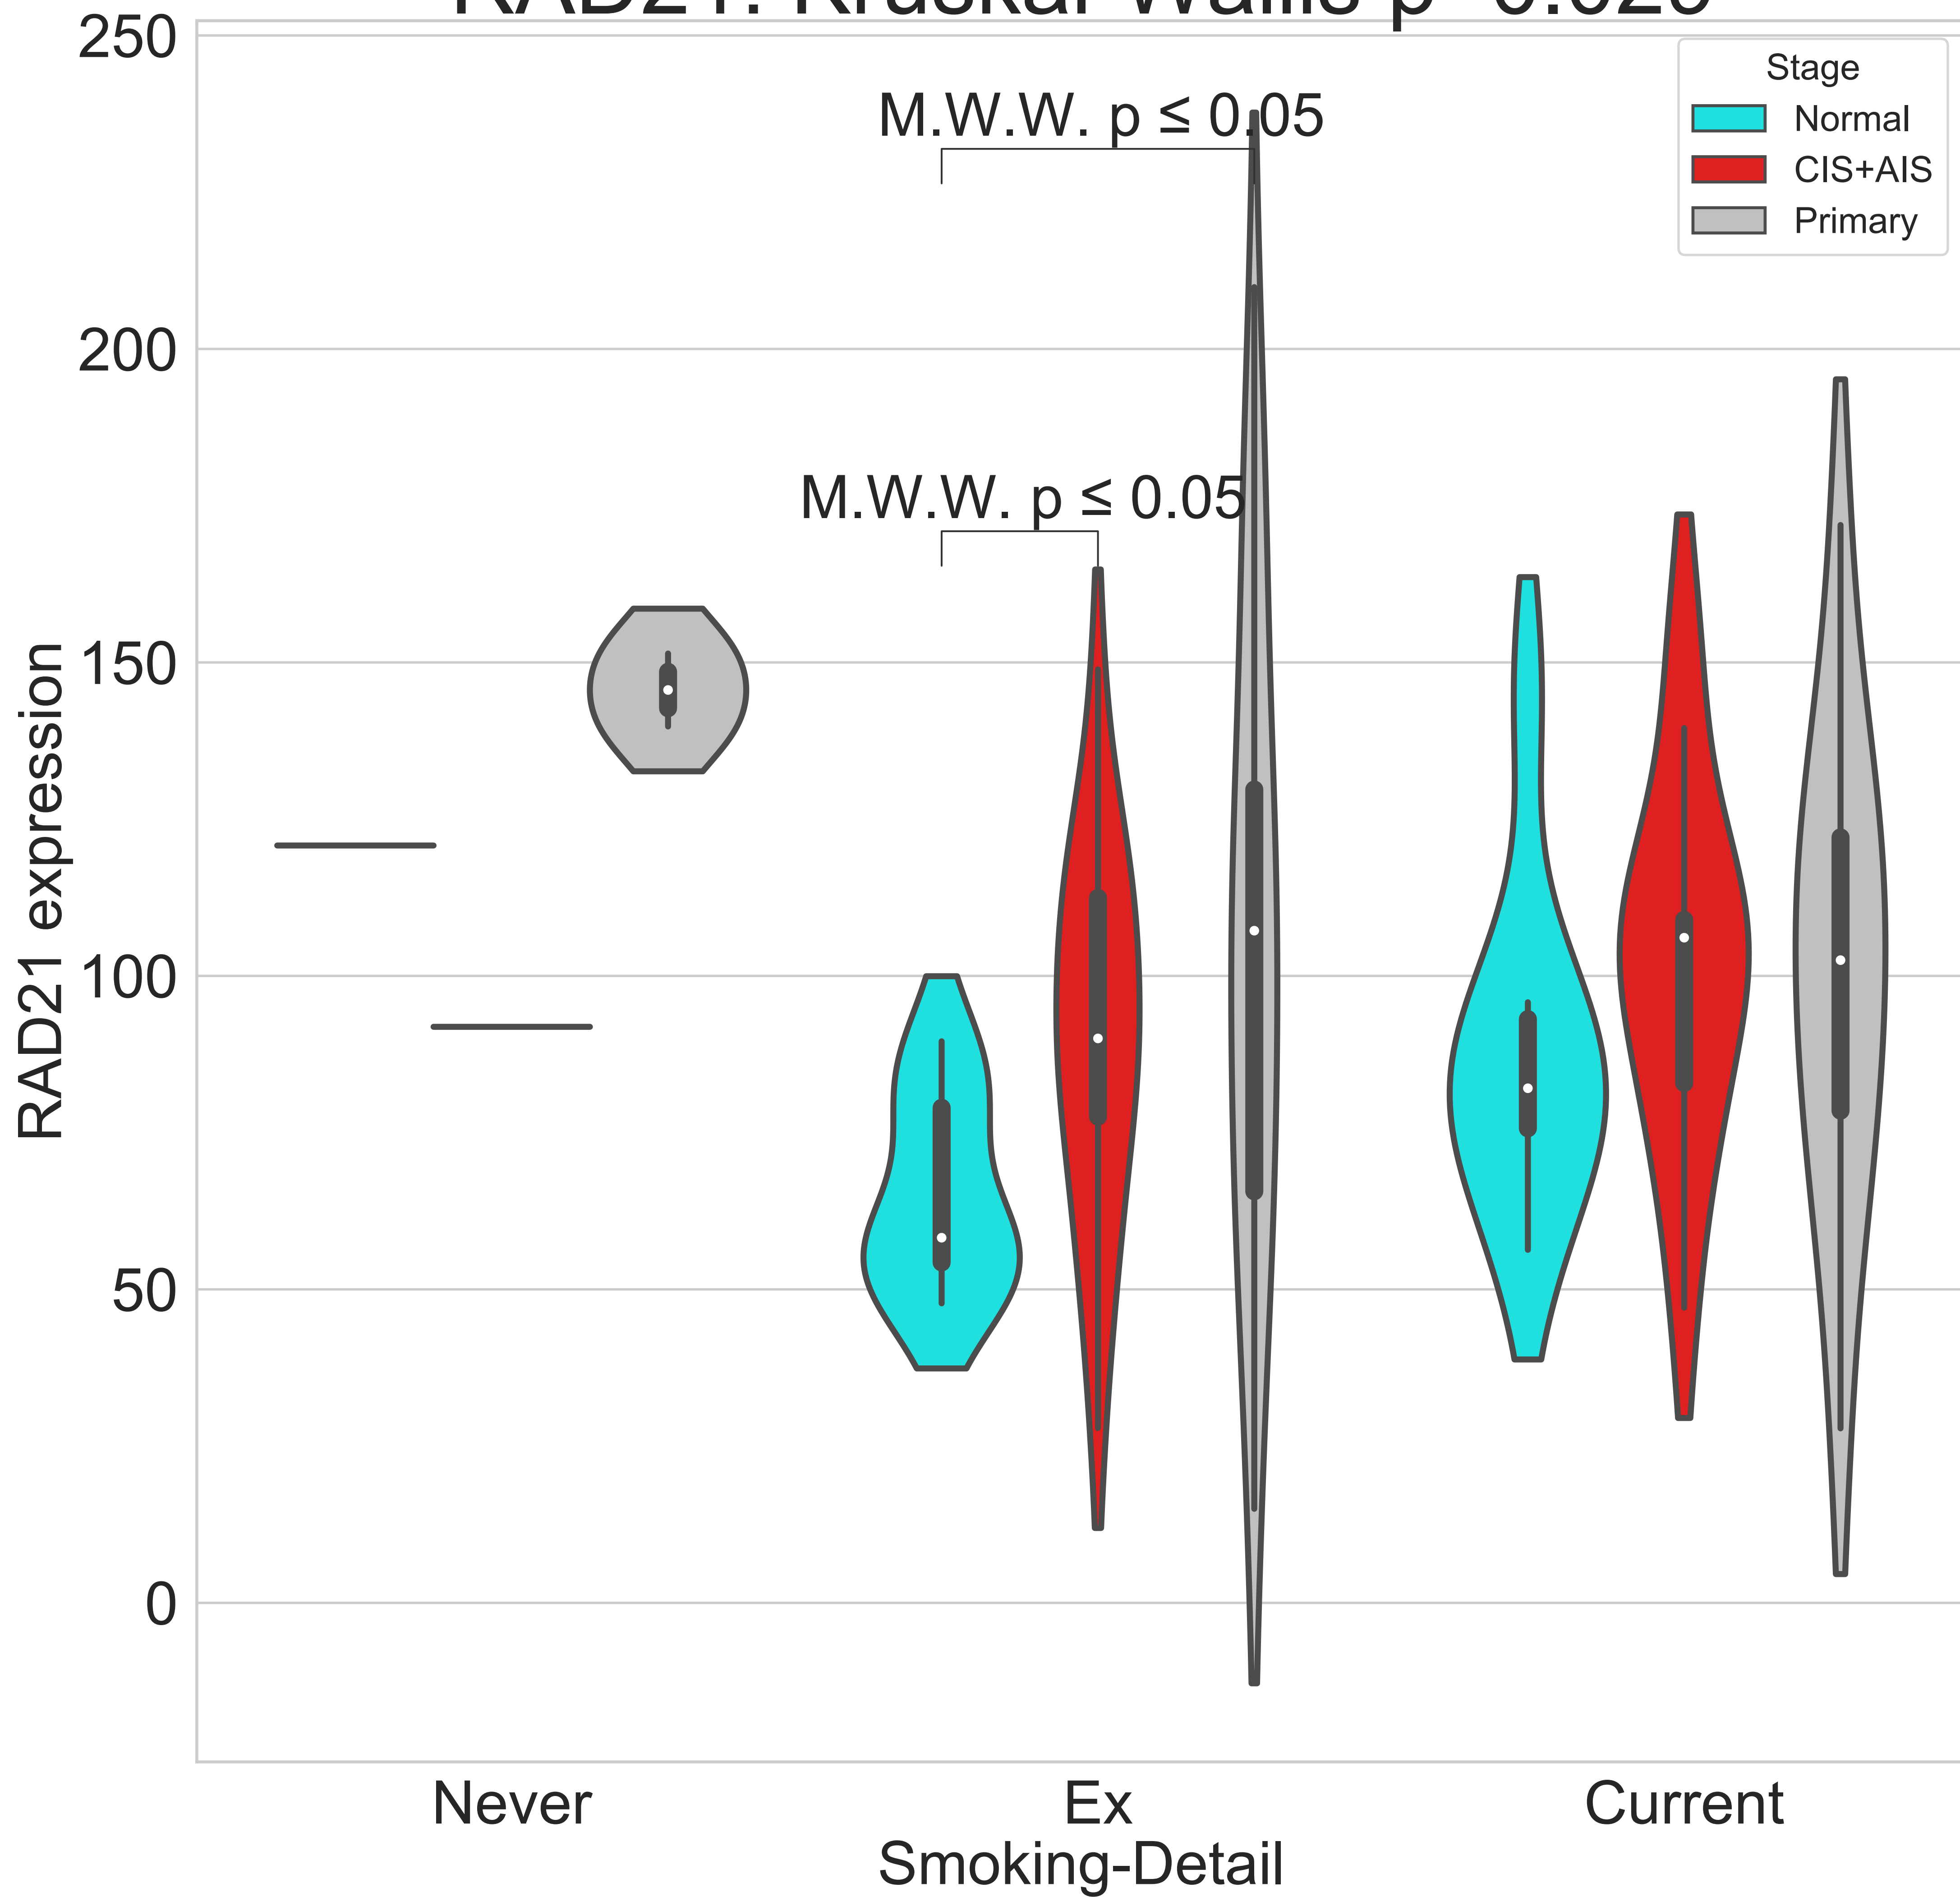 250
M.W.W. p ≤ 0.05
Stage
Normal
CIS+AIS
Primary
200
M.W.W. p ≤ 0.05
150
100
50
0
RAD21 expression
Never
Ex
Current
Smoking-Detail